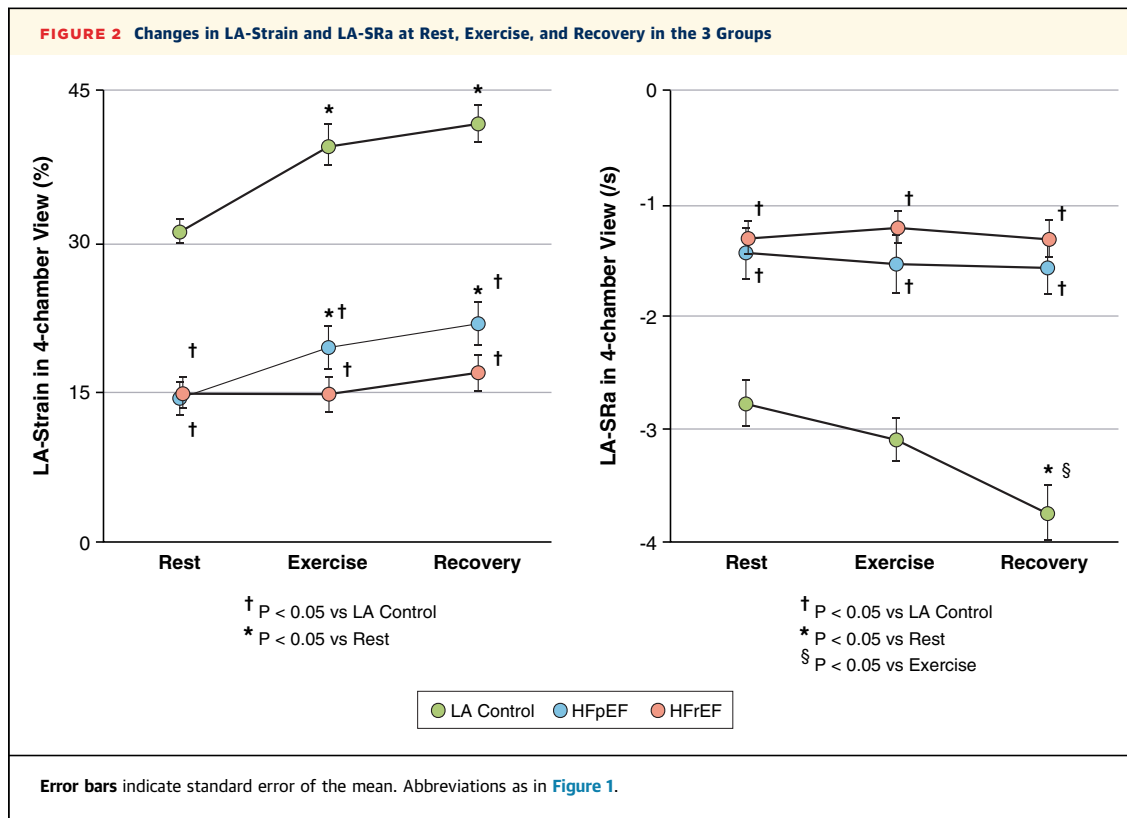 FIGURE 2 Changes in LA-Strain and LA-SRa at Rest, Exercise, and Recovery in the 3 Groups
LA-Strain in 4-chamber View (%)
45
30
15
0
* *
* † † † † † †
Rest Exercise Recovery
† P < 0.05 vs LA Control
* P < 0.05 vs Rest
LA-SRa in 4-chamber View (/s)
0
-1
-2
-3
-4
† † †
† † †
* §
Rest Exercise Recovery
† P < 0.05 vs LA Control
* P < 0.05 vs Rest
§ P < 0.05 vs Exercise
LA Control HFpEF HFrEF
Error bars indicate standard error of the mean. Abbreviations as in Figure 1.